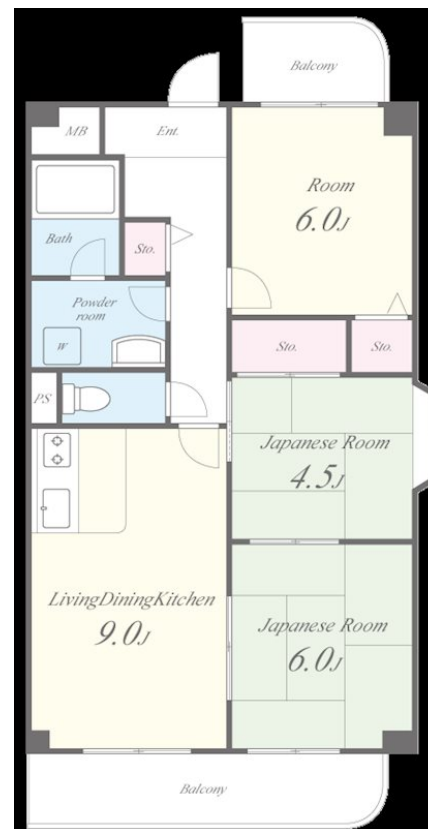 Balcony
MB
Ent.
Room
6.0J
Bath
Sto.
Powder
room
W
Sto.
Sto.
PS
Japanese Room
4.5J
LivingDiningKitchen
9.0J
Japanese Room
6.0J
Balcony